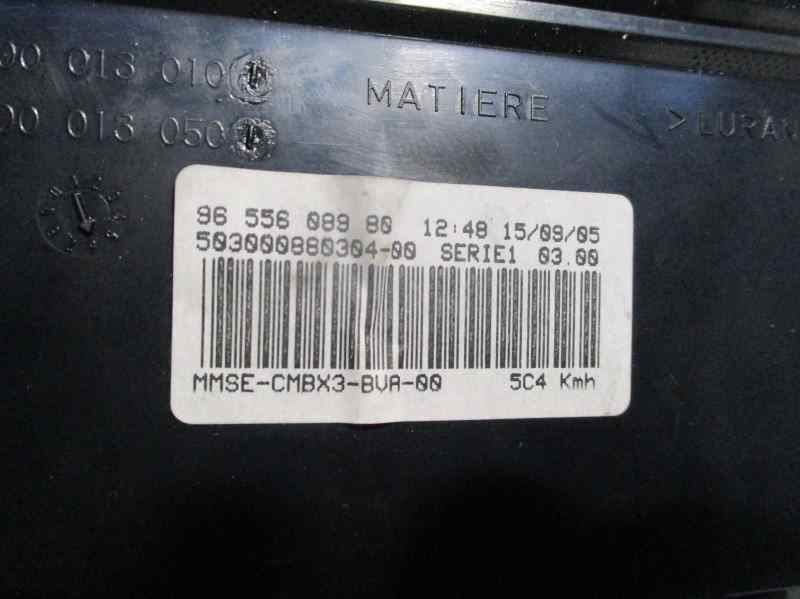 00 013 010
MATIERE
00 013 050
> LURAN
96 556 089 80 12:48 15/09/05
503000880304-00 SERIE1 03.00
MMSE-CMBX3-BVA-00 5C4 Kmh